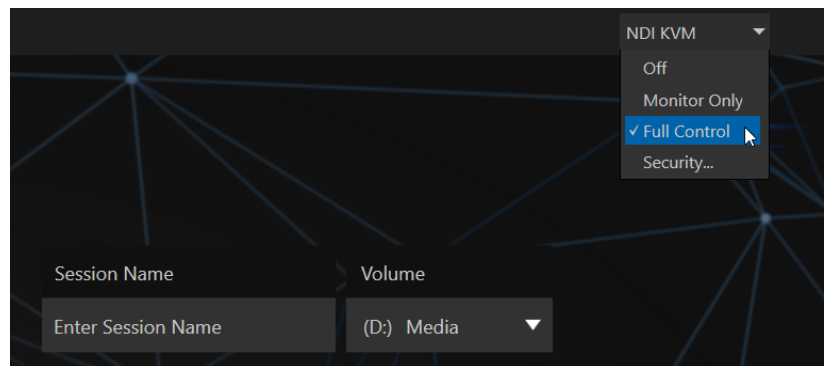 NDI KVM
Off
Monitor Only
✓ Full Control
Security...
Session Name
Volume
Enter Session Name
(D:) Media